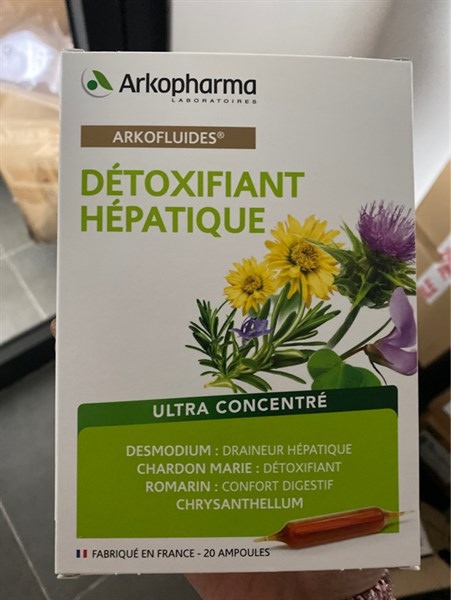 Arkopharma
LABORATOIRES
ARKOFLUIDES®
DÉTOXIFIANT
HÉPATIQUE
ULTRA CONCENTRÉ
DESMODIUM : DRAINEUR HÉPATIQUE
CHARDON MARIE : DÉTOXIFIANT
ROMARIN : CONFORT DIGESTIF
CHRYSANTHELLUM
FABRIQUÉ EN FRANCE - 20 AMPOULES